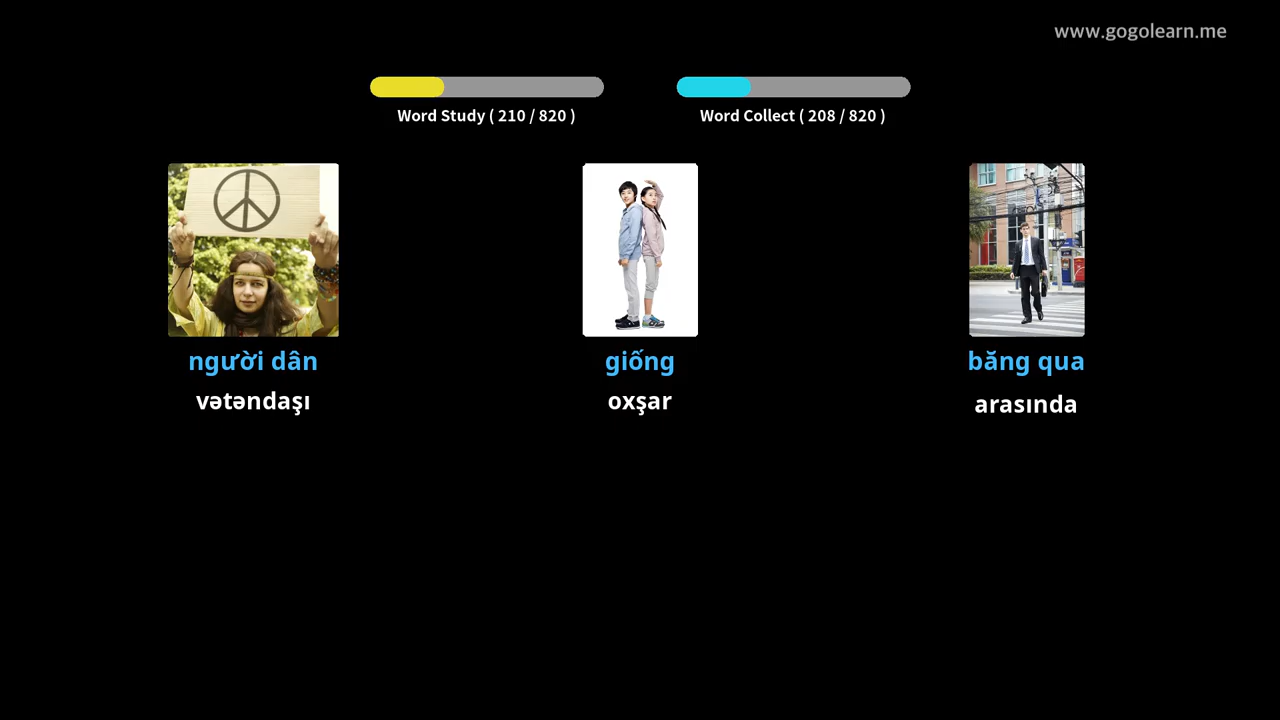 www.gogolearn.me
Word Study ( 210 / 820 )
Word Collect ( 208 / 820 )
người dân
giống
băng qua
vətəndaşı
oxşar
arasında